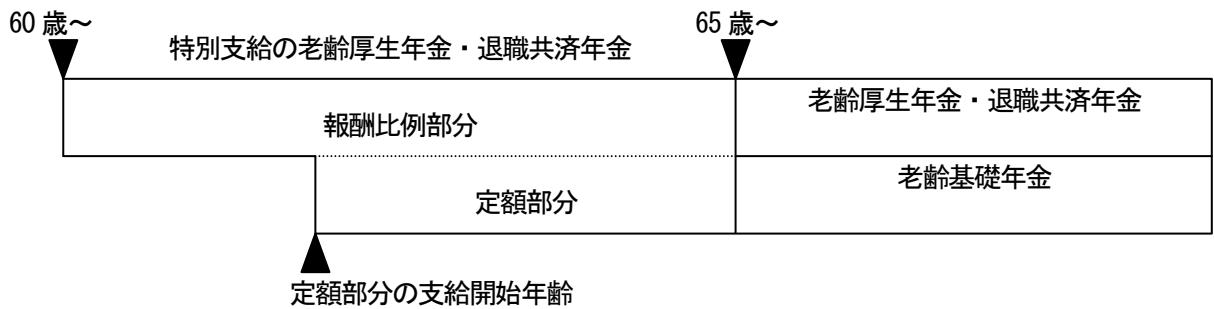 60 歳～
65 歳～
特別支給の老齢厚生年金・退職共済年金
老齢厚生年金・退職共済年金
報酬比例部分
老齢基礎年金
定額部分
定額部分の支給開始年齢